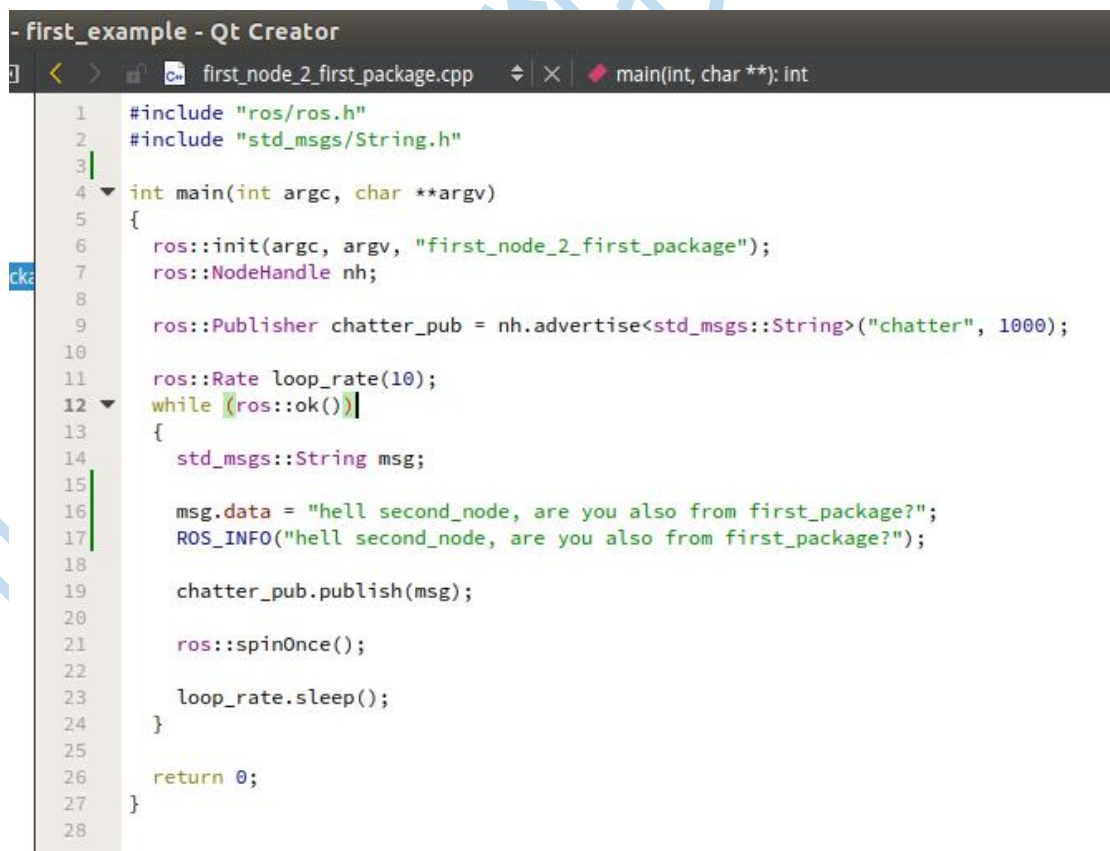 - first_example - Qt Creator
first_node_2_first_package.cpp main(int, char **): int
1 #include "ros/ros.h"
2 #include "std_msgs/String.h"
3
4 int main(int argc, char **argv)
5 {
6 ros::init(argc, argv, "first_node_2_first_package");
7 ros::NodeHandle nh;
8
9 ros::Publisher chatter_pub = nh.advertise<std_msgs::String>("chatter", 1000);
10
11 ros::Rate loop_rate(10);
12 while (ros::ok())
13 {
14 std_msgs::String msg;
15
16 msg.data = "hell second_node, are you also from first_package?";
17 ROS_INFO("hell second_node, are you also from first_package?");
18
19 chatter_pub.publish(msg);
20
21 ros::spinOnce();
22
23 loop_rate.sleep();
24 }
25
26 return 0;
27 }
28